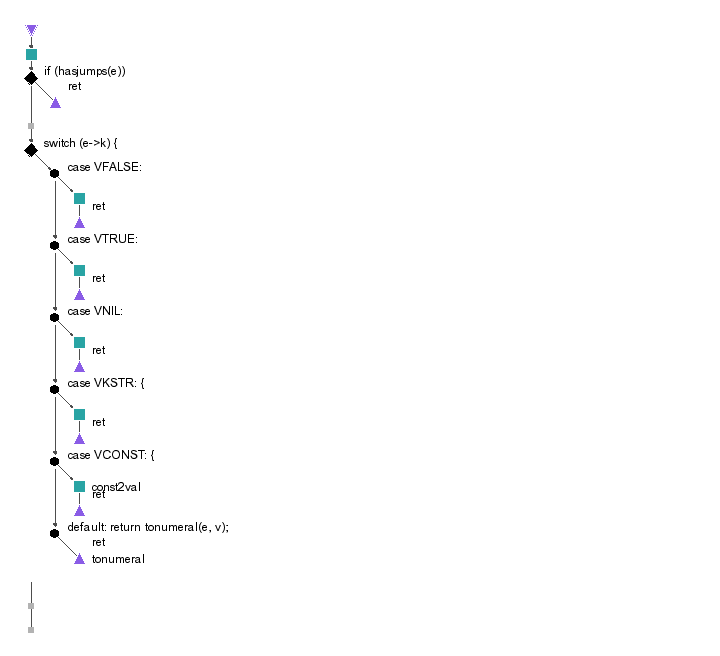 if (hasjumps(e))
ret
switch (e->k) {
case VFALSE:
ret
case VTRUE:
ret
case VNIL:
ret
case VKSTR: {
ret
case VCONST: {
const2val
ret
default: return tonumeral(e, v);
ret
tonumeral